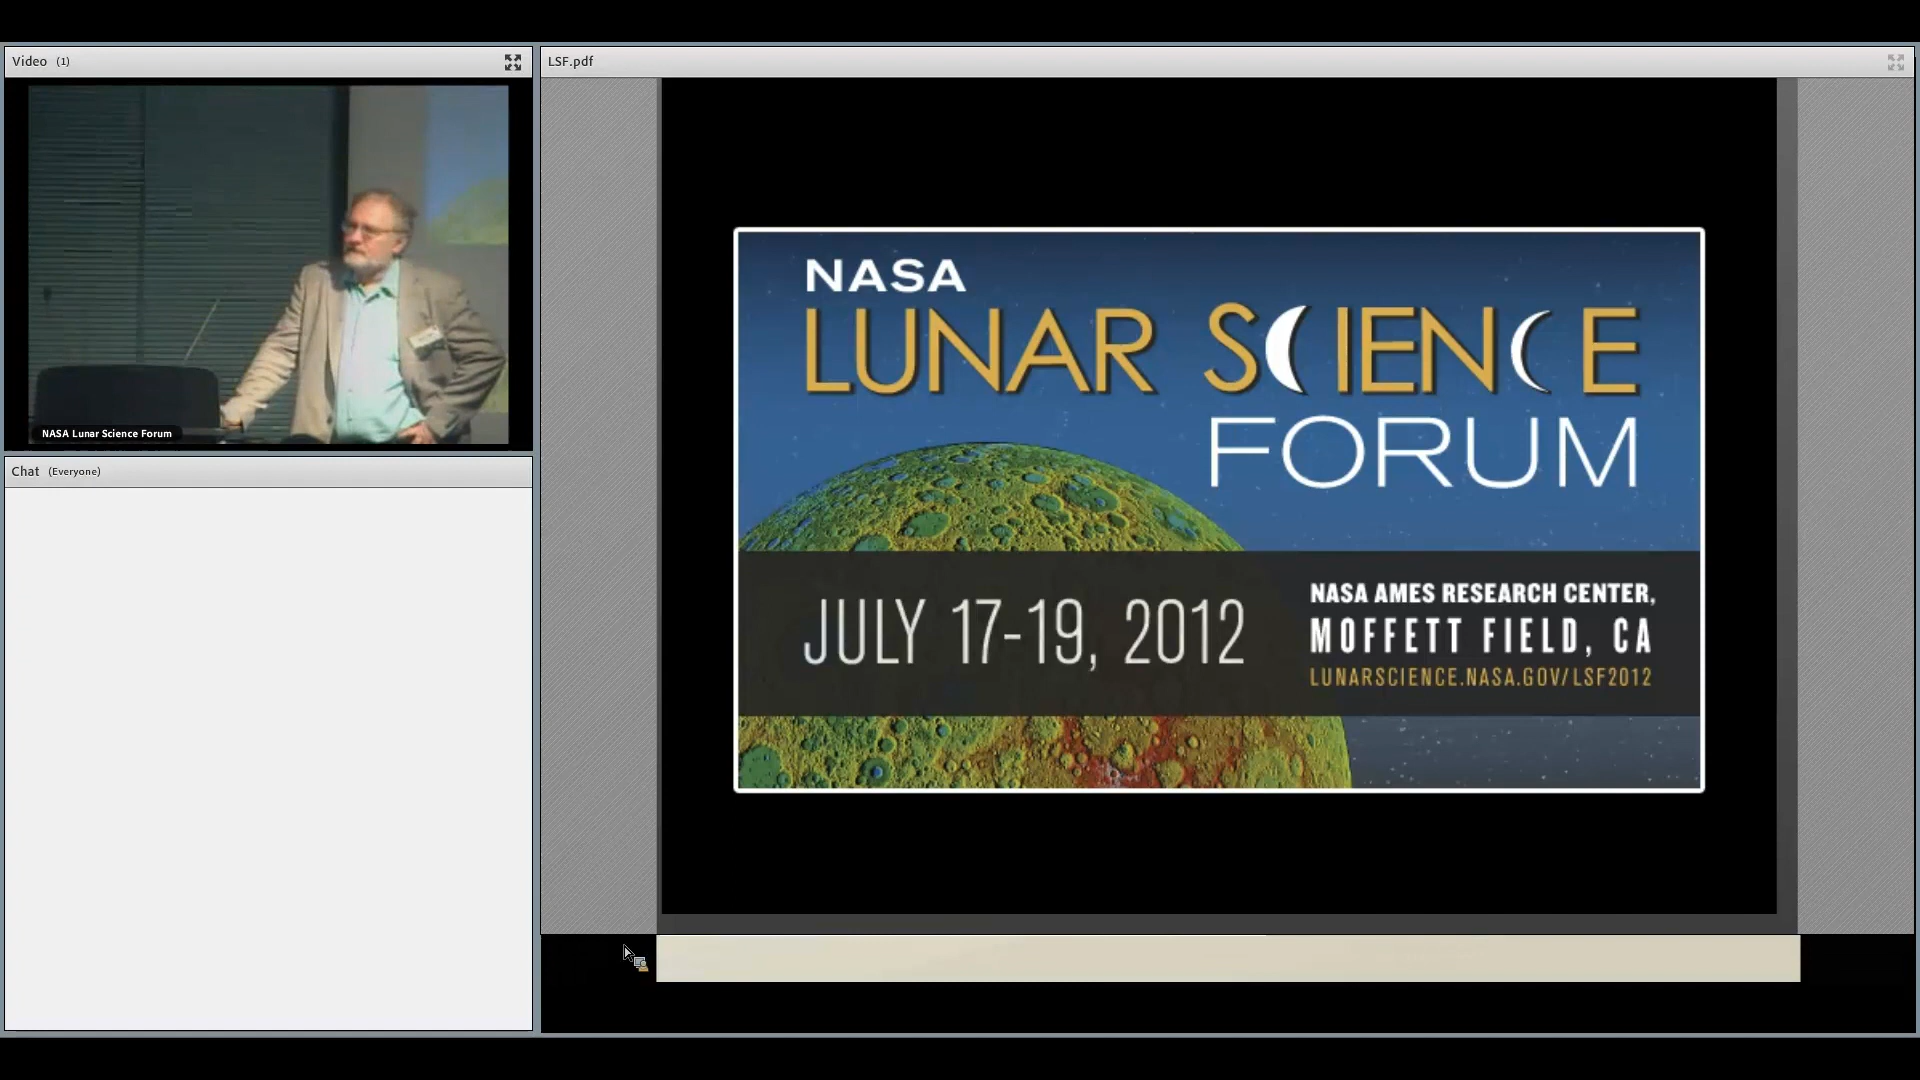 Video (1)
NASA Lunar Science Forum
Chat (Everyone)
LSF.pdf
NASA
LUNAR SCIENCE
FORUM
JULY 17-19, 2012
NASA AMES RESEARCH CENTER,
MOFFETT FIELD, CA
LUNARSCIENCE.NASA.GOV/LSF2012